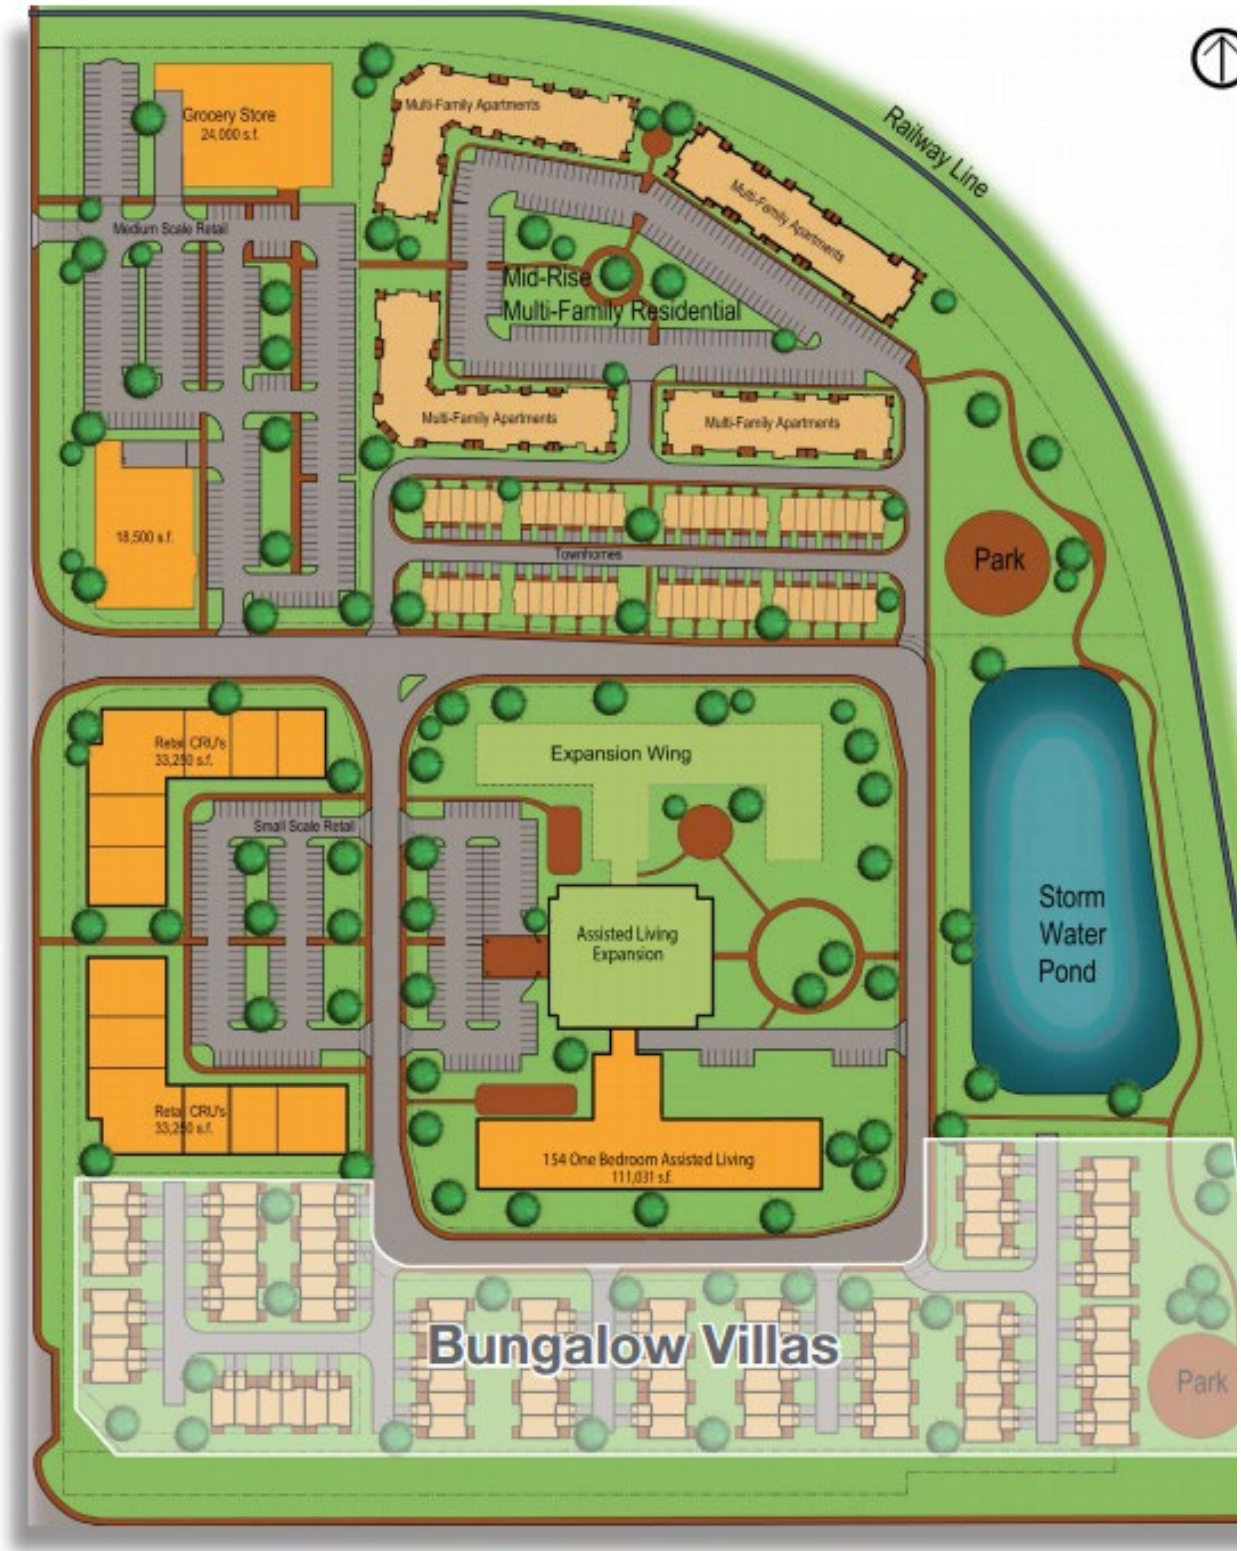 Grocery Store
24,000 s.f.
Multi-Family Apartments
Railway Line
Multi-Family Apartments
Medium Scale Retail
Mid-Rise
Multi-Family Residential
Multi-Family Apartments
Multi-Family Apartments
18,500 s.f.
Townhomes
Park
Retail CRU's
33,250 s.f.
Expansion Wing
Small Scale Retail
Storm
Water
Pond
Assisted Living
Expansion
Retail CRU's
33,250 s.f.
154 One Bedroom Assisted Living
111,031 s.f.
Bungalow Villas
Park